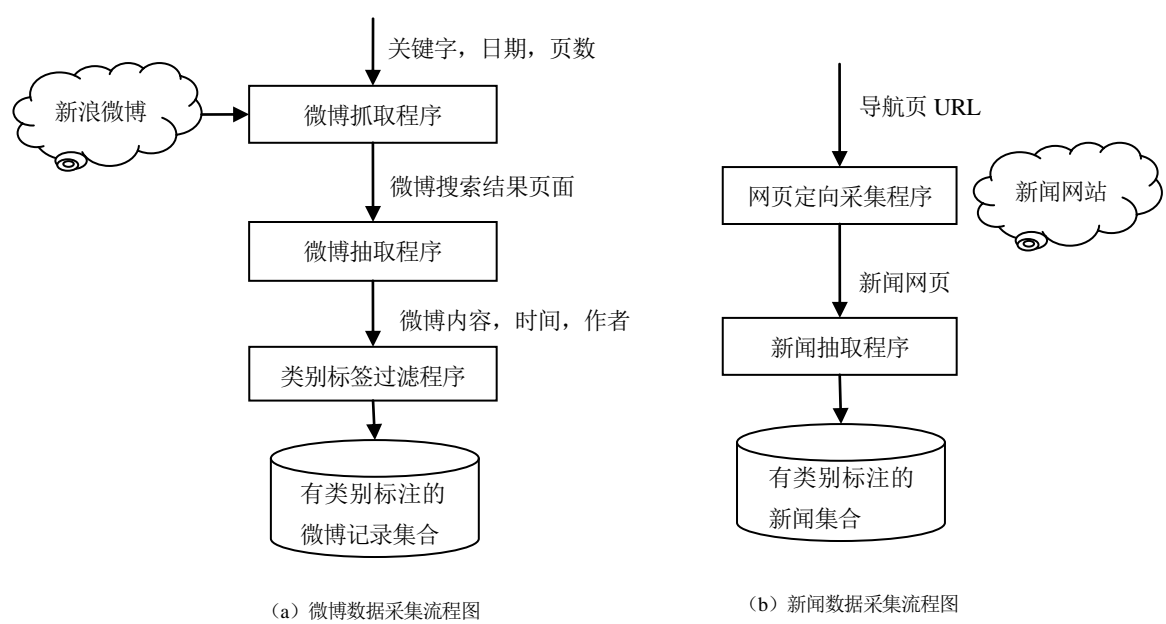 关键字，日期，页数
新浪微博
微博抓取程序
微博搜索结果页面
微博抽取程序
微博内容，时间，作者
类别标签过滤程序
有类别标注的
微博记录集合
（a）微博数据采集流程图
导航页 URL
网页定向采集程序
新闻网站
新闻网页
新闻抽取程序
有类别标注的
新闻集合
（b）新闻数据采集流程图